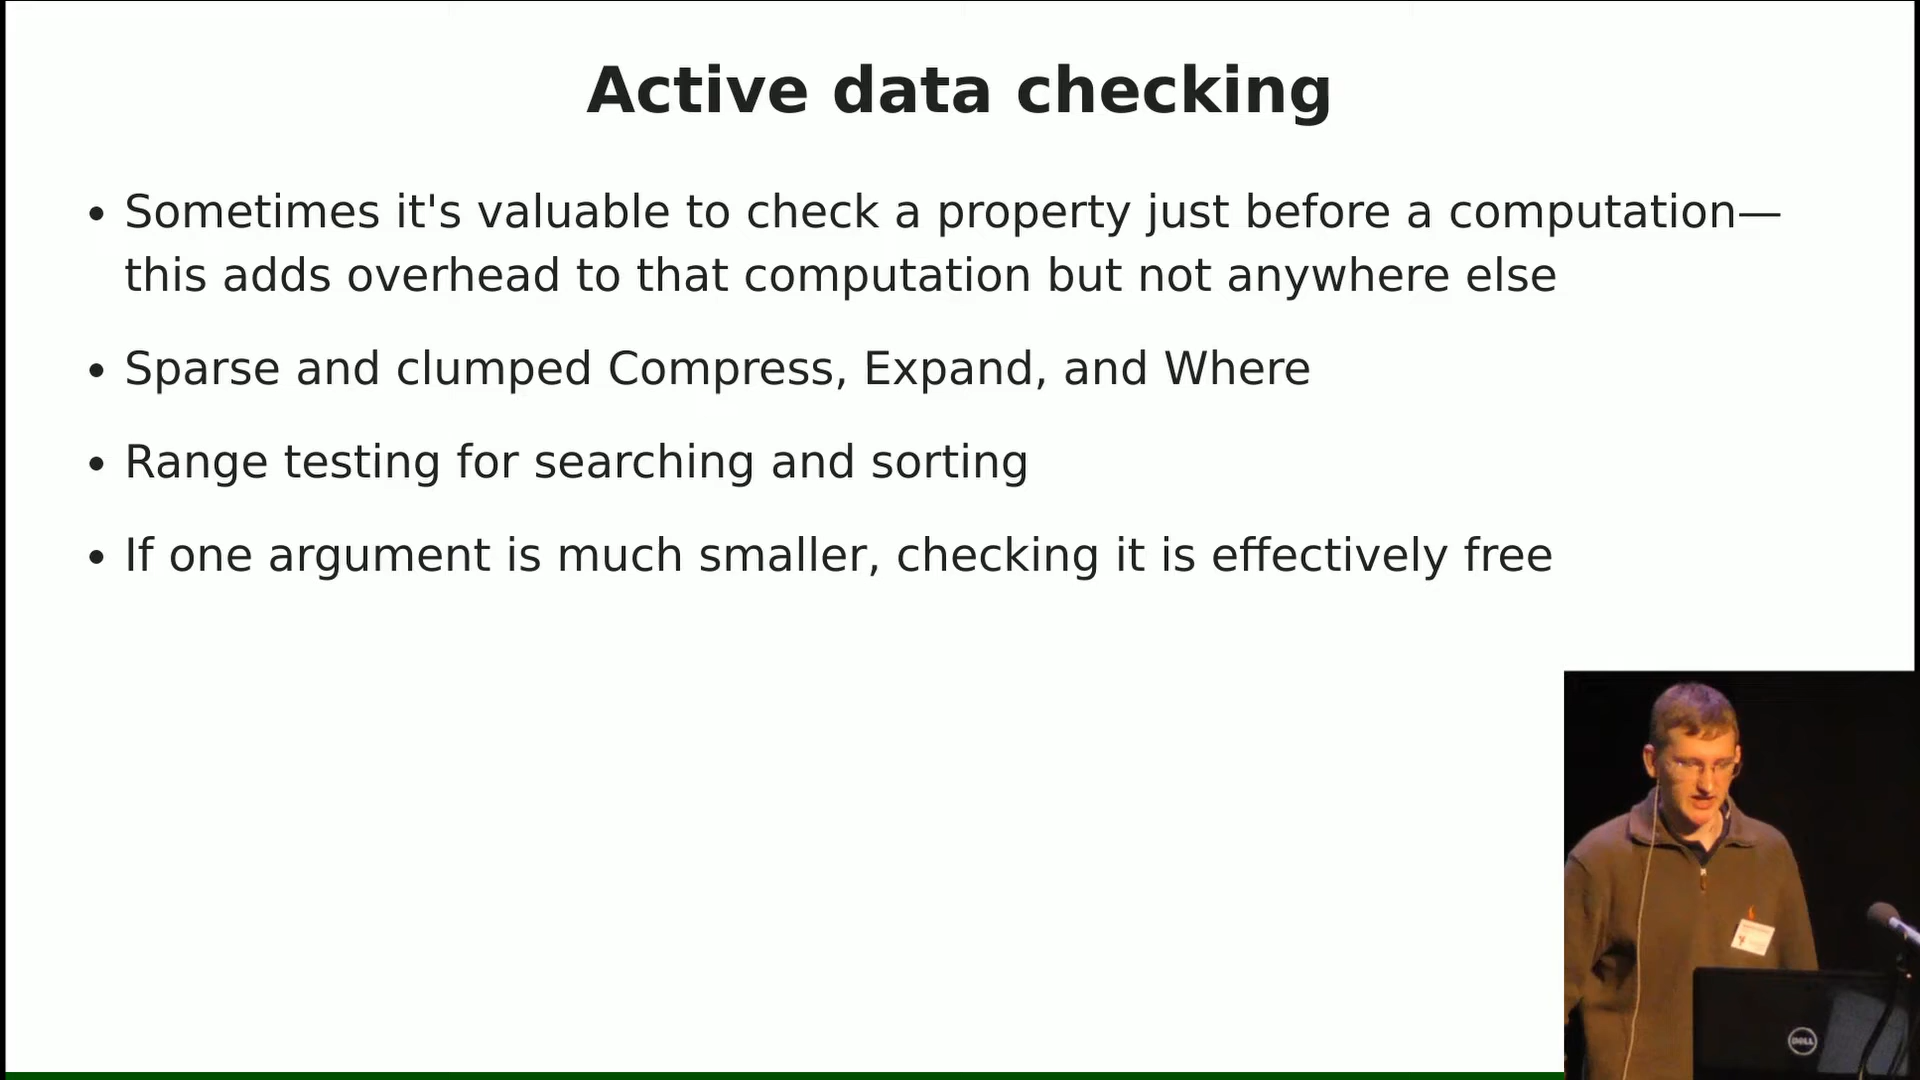 Active data checking
• Sometimes it's valuable to check a property just before a computation—
this adds overhead to that computation but not anywhere else
• Sparse and clumped Compress, Expand, and Where
• Range testing for searching and sorting
• If one argument is much smaller, checking it is effectively free
DELL